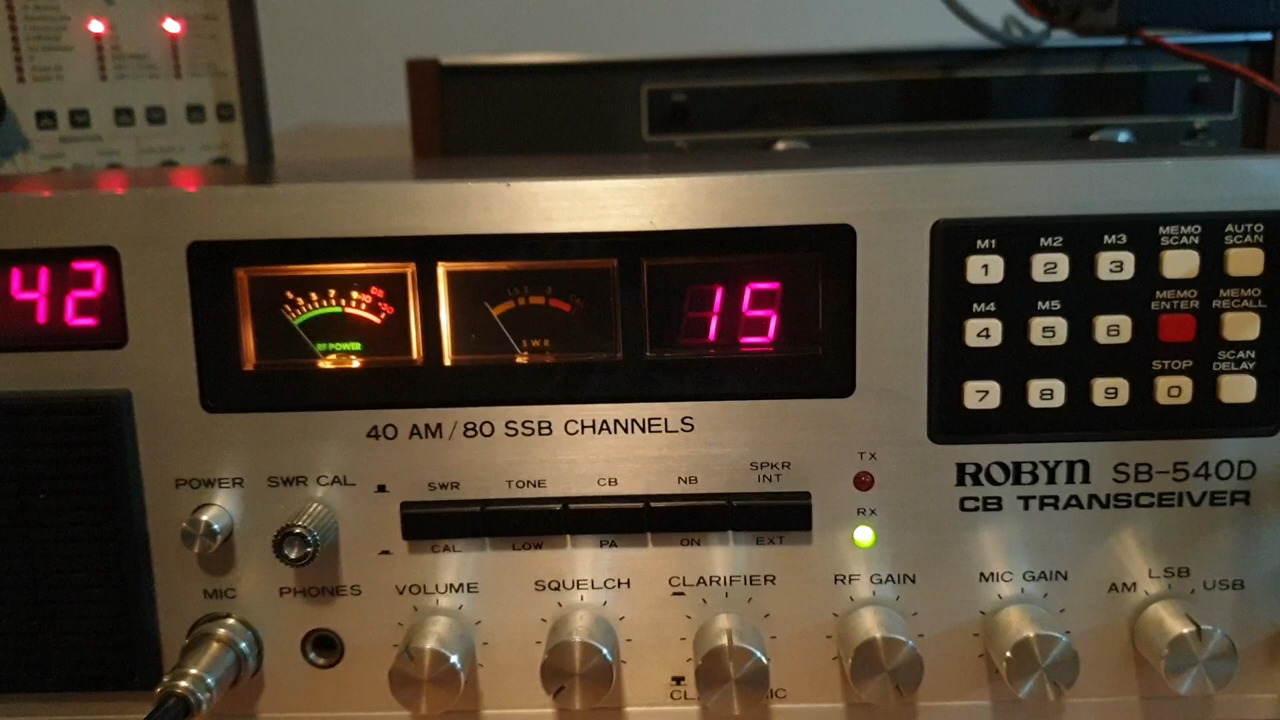 42
15
RF POWER
DB
SWR
CAL
40 AM/80 SSB CHANNELS
M1 M2 M3 MEMO SCAN AUTO SCAN
1 2 3
M4 M5 MEMO ENTER MEMO RECALL
4 5 6
STOP SCAN DELAY
7 8 9 0
ROBYN SB-540D
CB TRANSCEIVER
POWER SWR CAL
SWR TONE CB NB SPKR INT
CAL LOW PA ON EXT
TX
RX
MIC PHONES VOLUME SQUELCH CLARIFIER RF GAIN MIC GAIN
AM LSB USB